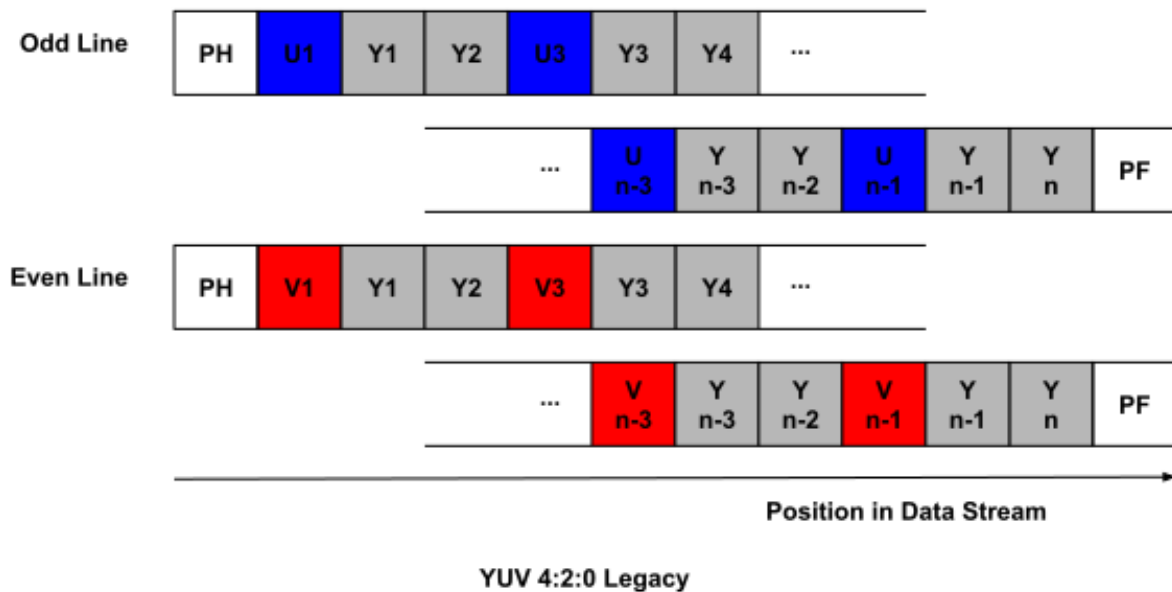 Odd Line PH U1 Y1 Y2 U3 Y3 Y4 ...
... U n-3 Y n-3 Y n-2 U n-1 Y n-1 Y n PF
Even Line PH V1 Y1 Y2 V3 Y3 Y4 ...
... V n-3 Y n-3 Y n-2 V n-1 Y n-1 Y n PF
Position in Data Stream
YUV 4:2:0 Legacy